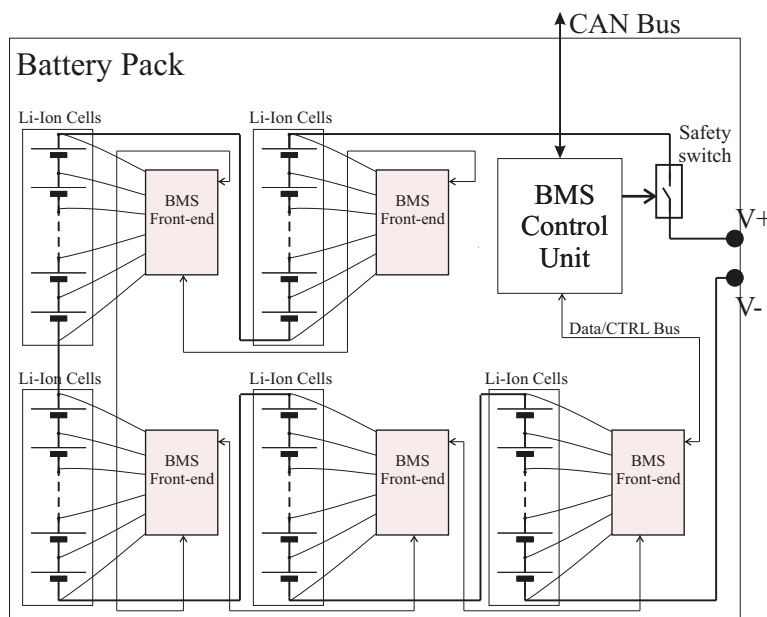 CAN Bus
Battery Pack
Li-Ion Cells
Li-Ion Cells
Safety
switch
BMS
Front-end
BMS
Front-end
BMS
Control
Unit
V+
V-
Data/CTRL Bus
Li-Ion Cells
Li-Ion Cells
Li-Ion Cells
BMS
Front-end
BMS
Front-end
BMS
Front-end